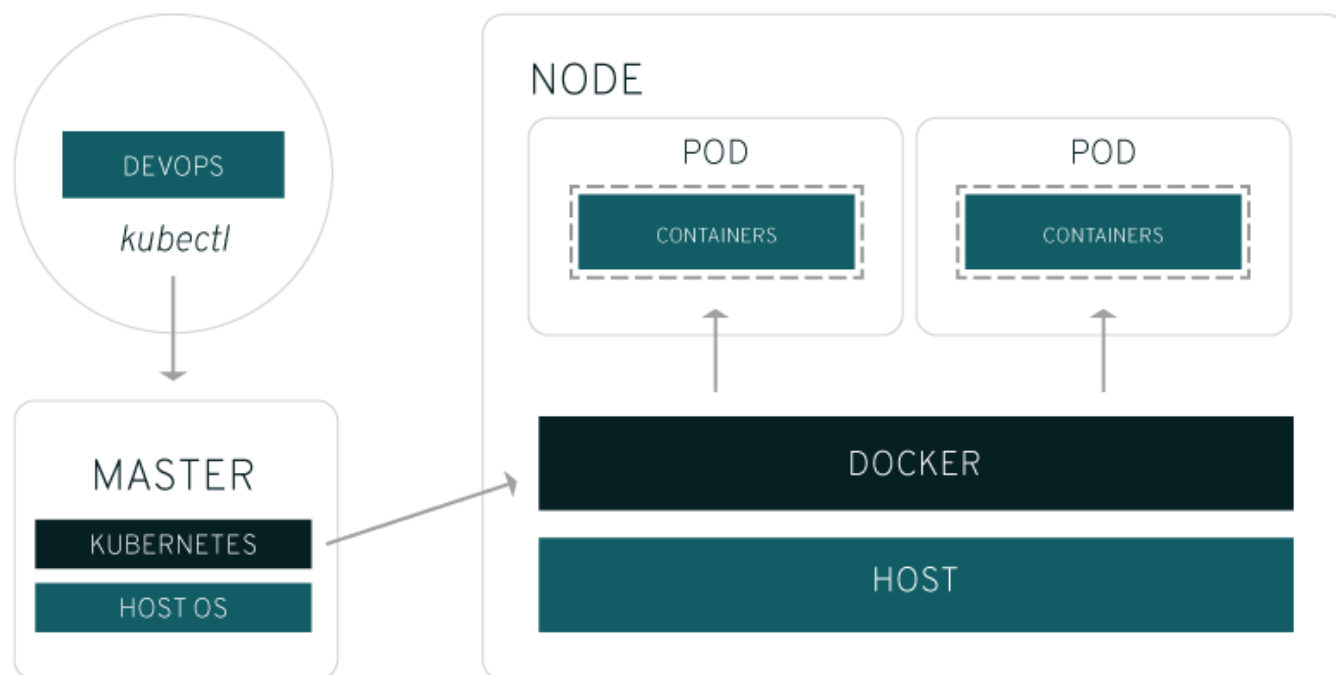 DEVOPS
kubectl
MASTER
KUBERNETES
HOST OS
NODE
POD
CONTAINERS
POD
CONTAINERS
DOCKER
HOST